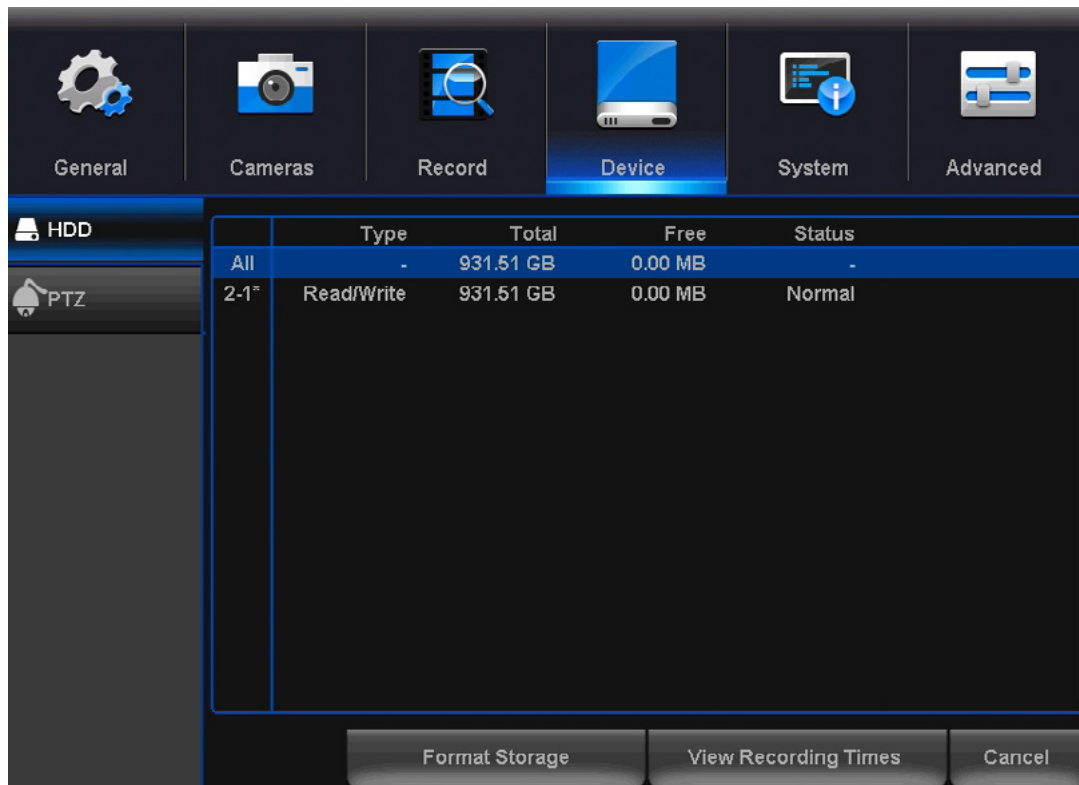 General Cameras Record Device System Advanced
HDD
PTZ
Type Total Free Status
All - 931.51 GB 0.00 MB -
2-1* Read/Write 931.51 GB 0.00 MB Normal
Format Storage View Recording Times Cancel